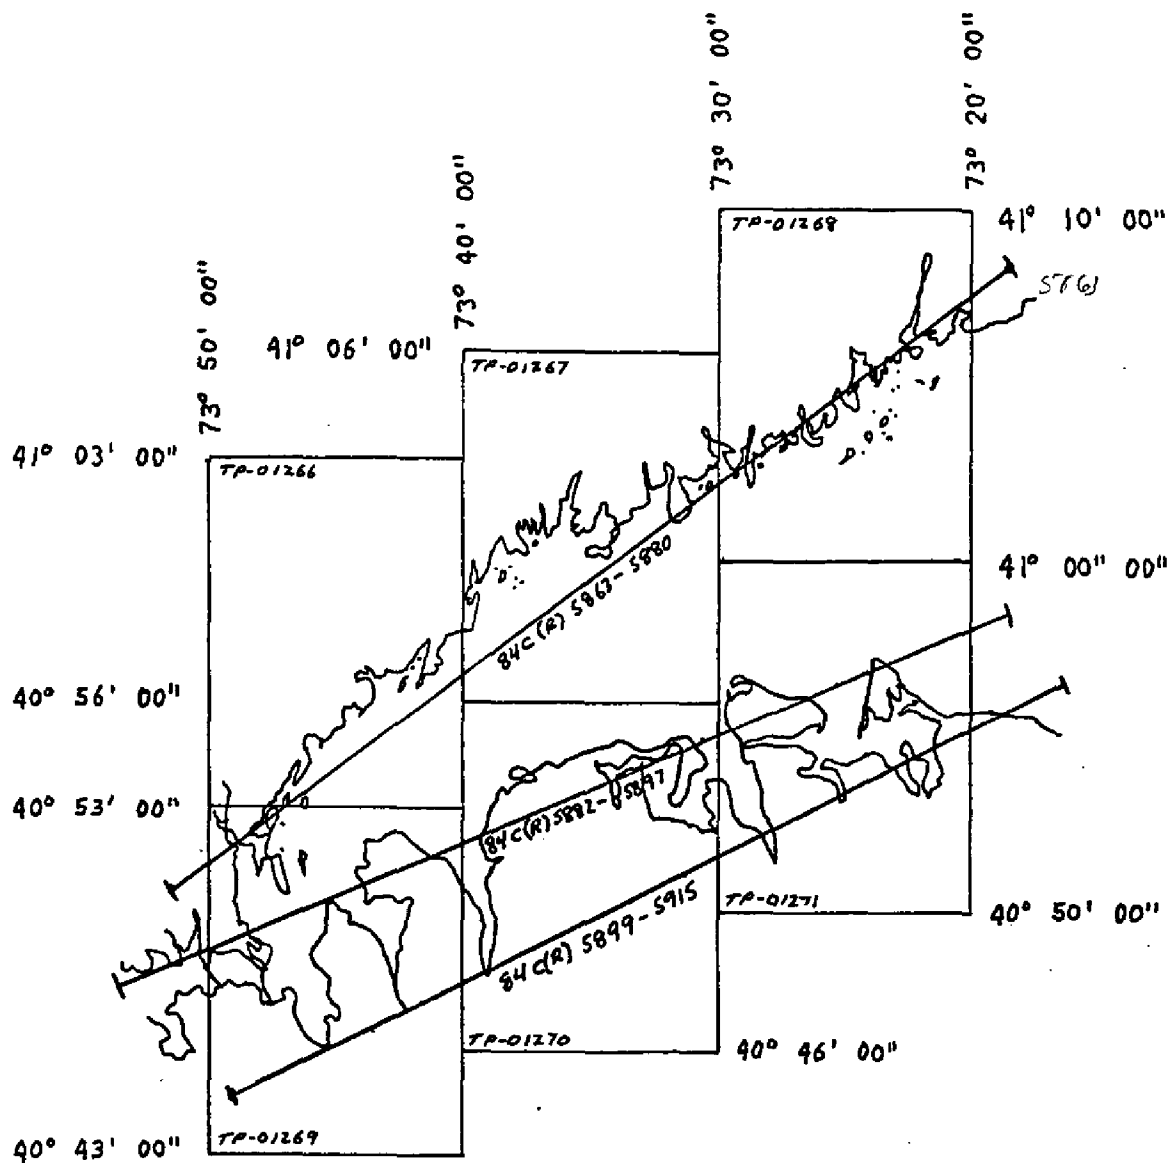 73° 30' 00"
73° 20' 00"
73° 40' 00"
73° 50' 00"
TP-01268
41° 10' 00"
41° 06' 00"
TP-01267
41° 03' 00"
TP-01266
84C(R) 5863-5880
41° 00' 00"
40° 56' 00"
40° 53' 00"
84C(R) 5882-5897
84C(R) 5899-5915
TP-01271
40° 50' 00"
TP-01270
40° 46' 00"
40° 43' 00"
TP-01269